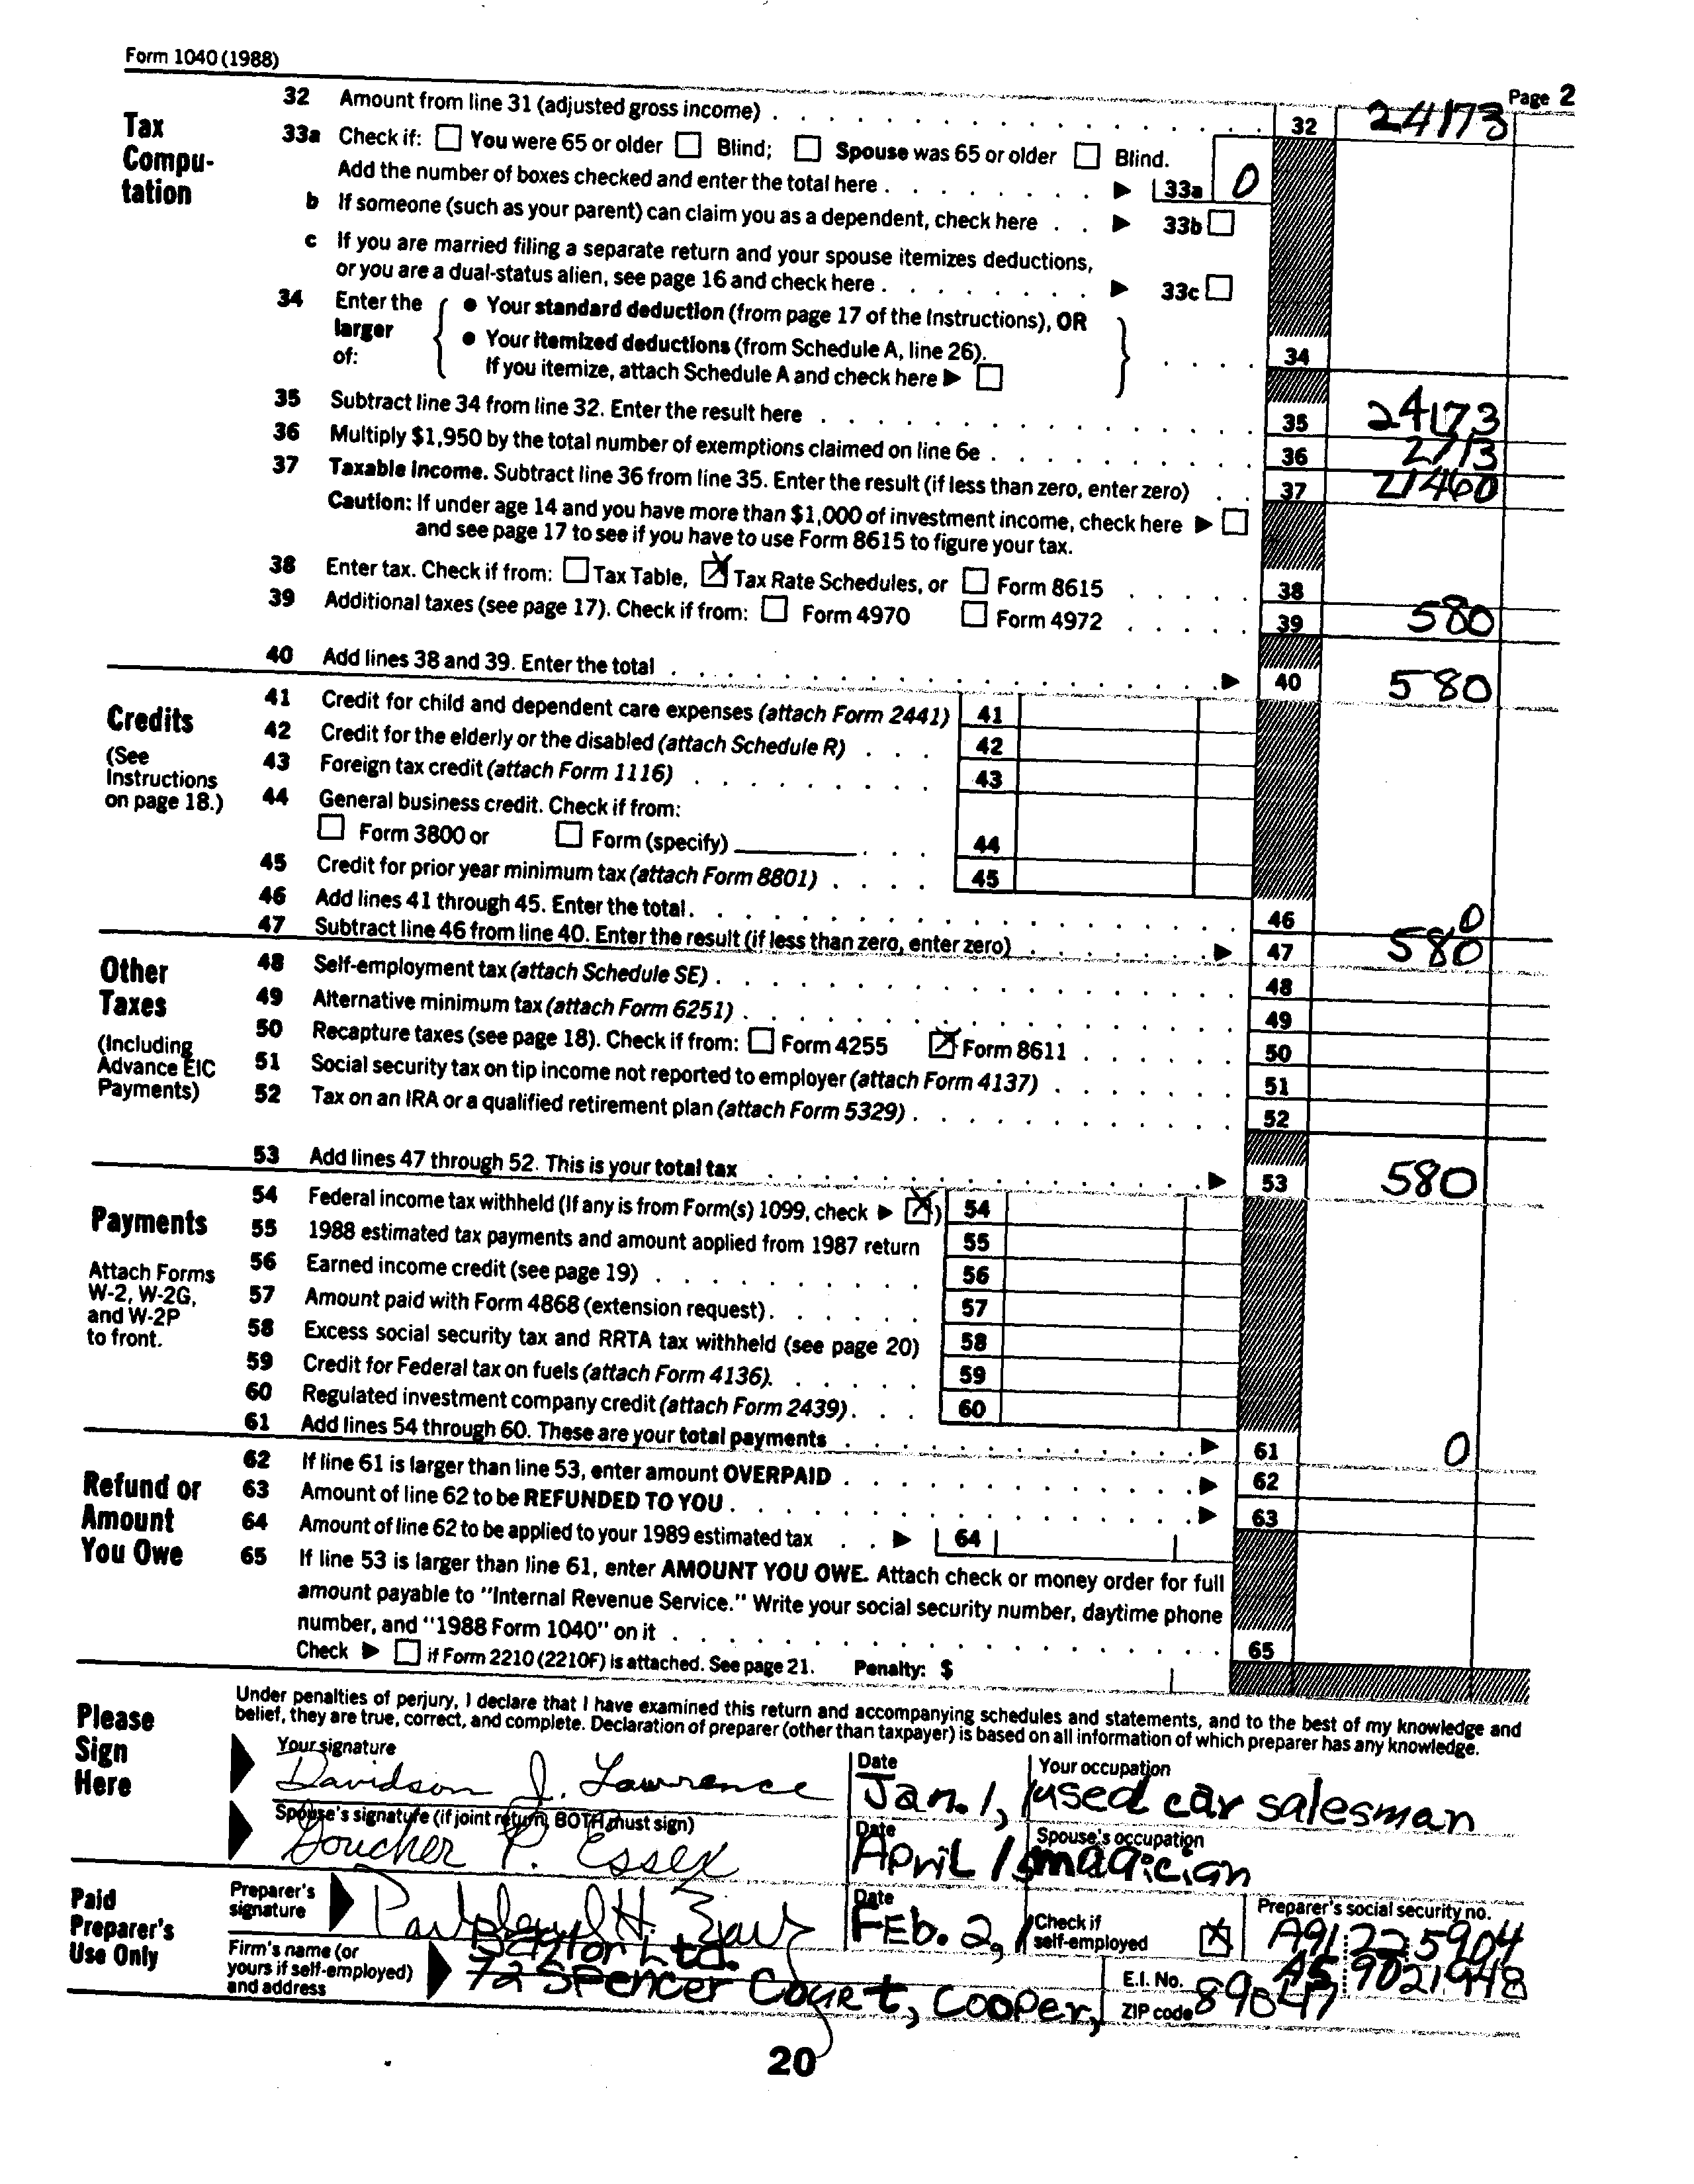 Form 1040 (1988)
Page 2
Tax Compu-tation
32 Amount from line 31 (adjusted gross income) 32 24173
33a Check if: You were 65 or older Blind; Spouse was 65 or older Blind.
Add the number of boxes checked and enter the total here 33a 0
b If someone (such as your parent) can claim you as a dependent, check here 33b
c If you are married filing a separate return and your spouse itemizes deductions,
or you are a dual-status alien, see page 16 and check here 33c
34 Enter the larger of: • Your standard deduction (from page 17 of the Instructions), OR
• Your itemized deductions (from Schedule A, line 26).
If you itemize, attach Schedule A and check here 34
35 Subtract line 34 from line 32. Enter the result here 35 24173
36 Multiply $1,950 by the total number of exemptions claimed on line 6e 36 2713
37 Taxable income. Subtract line 36 from line 35. Enter the result (if less than zero, enter zero) 37 21460
Caution: If under age 14 and you have more than $1,000 of investment income, check here
and see page 17 to see if you have to use Form 8615 to figure your tax.
38 Enter tax. Check if from: Tax Table, X Tax Rate Schedules, or Form 8615 38
39 Additional taxes (see page 17). Check if from: Form 4970 Form 4972 39 580
40 Add lines 38 and 39. Enter the total 40 580
Credits
(See Instructions on page 18.)
41 Credit for child and dependent care expenses (attach Form 2441) 41
42 Credit for the elderly or the disabled (attach Schedule R) 42
43 Foreign tax credit (attach Form 1116) 43
44 General business credit. Check if from:
Form 3800 or Form (specify) 44
45 Credit for prior year minimum tax (attach Form 8801) 45
46 Add lines 41 through 45. Enter the total. 46 0
47 Subtract line 46 from line 40. Enter the result (if less than zero, enter zero) 47 580
Other Taxes
(Including Advance EIC Payments)
48 Self-employment tax (attach Schedule SE) 48
49 Alternative minimum tax (attach Form 6251) 49
50 Recapture taxes (see page 18). Check if from: Form 4255 X Form 8611 50
51 Social security tax on tip income not reported to employer (attach Form 4137) 51
52 Tax on an IRA or a qualified retirement plan (attach Form 5329) 52
53 Add lines 47 through 52. This is your total tax 53 580
Payments
Attach Forms W-2, W-2G, and W-2P to front.
54 Federal income tax withheld (If any is from Form(s) 1099, check X) 54
55 1988 estimated tax payments and amount applied from 1987 return 55
56 Earned income credit (see page 19) 56
57 Amount paid with Form 4868 (extension request) 57
58 Excess social security tax and RRTA tax withheld (see page 20) 58
59 Credit for Federal tax on fuels (attach Form 4136). 59
60 Regulated investment company credit (attach Form 2439) 60
61 Add lines 54 through 60. These are your total payments 61 0
Refund or Amount You Owe
62 If line 61 is larger than line 53, enter amount OVERPAID 62
63 Amount of line 62 to be REFUNDED TO YOU 63
64 Amount of line 62 to be applied to your 1989 estimated tax 64
65 If line 53 is larger than line 61, enter AMOUNT YOU OWE. Attach check or money order for full
amount payable to "Internal Revenue Service." Write your social security number, daytime phone
number, and "1988 Form 1040" on it 65
Check if Form 2210 (2210F) is attached. See page 21. Penalty: $
Please Sign Here
Under penalties of perjury, I declare that I have examined this return and accompanying schedules and statements, and to the best of my knowledge and
belief, they are true, correct, and complete. Declaration of preparer (other than taxpayer) is based on all information of which preparer has any knowledge.
Your signature Date Your occupation
Davidson J. Lawrence Jan. 1, used car salesman
Spouse's signature (if joint return, BOTH must sign) Date Spouse's occupation
Doucher P. Essex April 1 magician
Paid Preparer's Use Only
Preparer's signature Date Feb. 2, Check if self-employed X Preparer's social security no. A91 22 5904
Firm's name (or yours if self-employed) and address Ltd. E.I. No. A5 9021948
72 Spencer Court, Cooper, ZIP code 89047
20